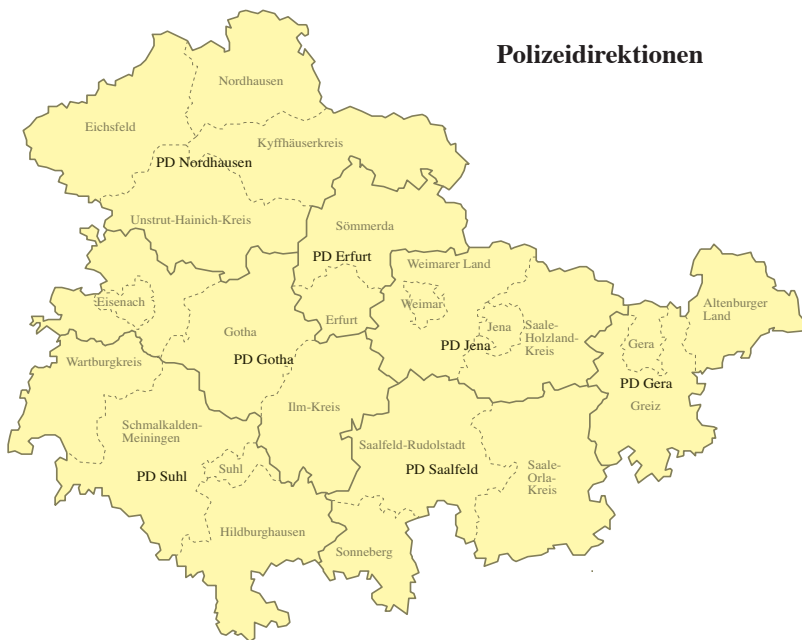 Polizeidirektionen
Nordhausen
Eichsfeld
Kyffhäuserkreis
PD Nordhausen
Unstrut-Hainich-Kreis
Sömmerda
PD Erfurt
Weimarer Land
Eisenach
Weimar
Altenburger
Land
Erfurt
Gotha
Jena
Saale-
Holzland-
Kreis
PD Jena
Gera
PD Gotha
Wartburgkreis
PD Gera
Greiz
Ilm-Kreis
Schmalkalden-
Meiningen
Saalfeld-Rudolstadt
PD Saalfeld
Suhl
PD Suhl
Saale-
Orla-
Kreis
Hildburghausen
Sonneberg